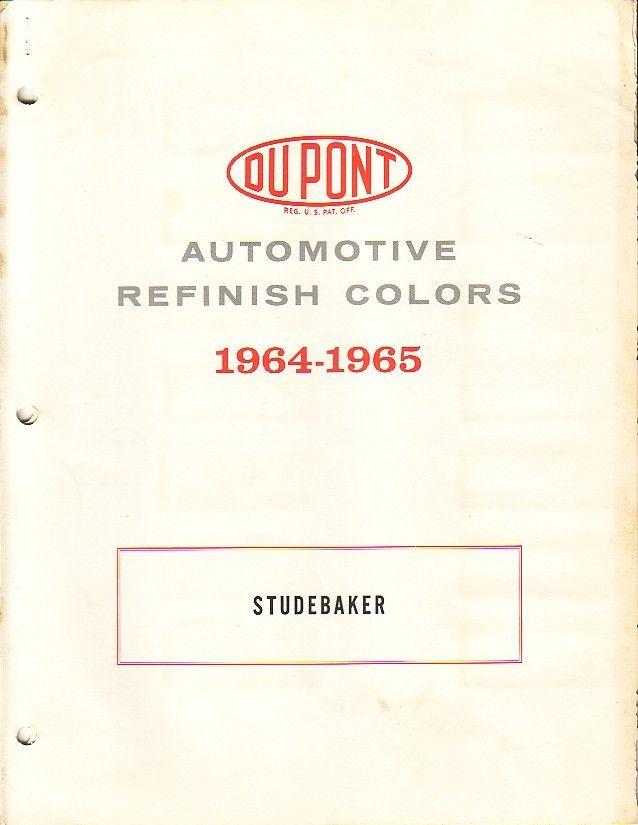 DU PONT
REG. U. S. PAT. OFF.
AUTOMOTIVE
REFINISH COLORS
1964-1965
STUDEBAKER